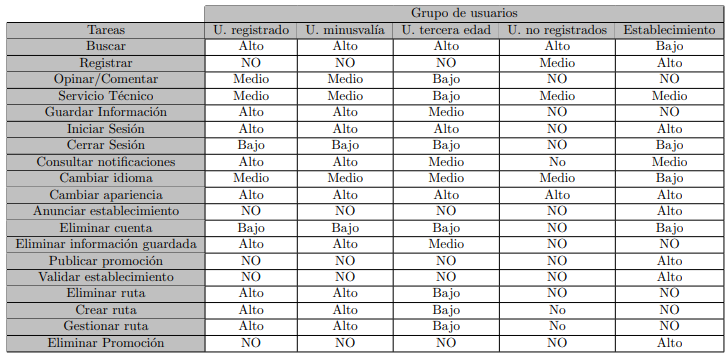 Grupo de usuarios
Tareas U. registrado U. minusvalía U. tercera edad U. no registrados Establecimiento
Buscar Alto Alto Alto Alto Bajo
Registrar NO NO NO Medio Alto
Opinar/Comentar Medio Medio Bajo NO NO
Servicio Técnico Medio Medio Bajo Medio Medio
Guardar Información Alto Alto Medio NO NO
Iniciar Sesión Alto Alto Alto NO Alto
Cerrar Sesión Bajo Bajo Bajo NO Bajo
Consultar notificaciones Alto Alto Medio No Medio
Cambiar idioma Medio Medio Medio Medio Bajo
Cambiar apariencia Alto Alto Alto Alto Alto
Anunciar establecimiento NO NO NO NO Alto
Eliminar cuenta Bajo Bajo Bajo NO Bajo
Eliminar información guardada Alto Alto Medio NO NO
Publicar promoción NO NO NO NO Alto
Validar establecimiento NO NO NO NO Alto
Eliminar ruta Alto Alto Bajo NO NO
Crear ruta Alto Alto Bajo No NO
Gestionar ruta Alto Alto Bajo No NO
Eliminar Promoción NO NO NO NO Alto